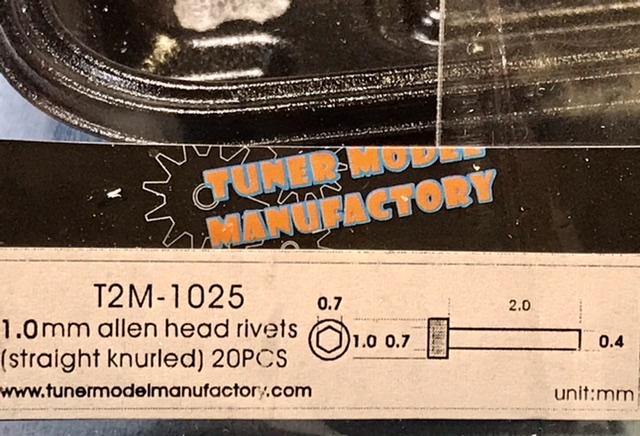 TUNER MODEL
MANUFACTORY
T2M-1025
1.0mm allen head rivets
(straight knurled) 20PCS
www.tunermodelmanufactory.com
0.7
1.0 0.7
2.0
0.4
unit:mm